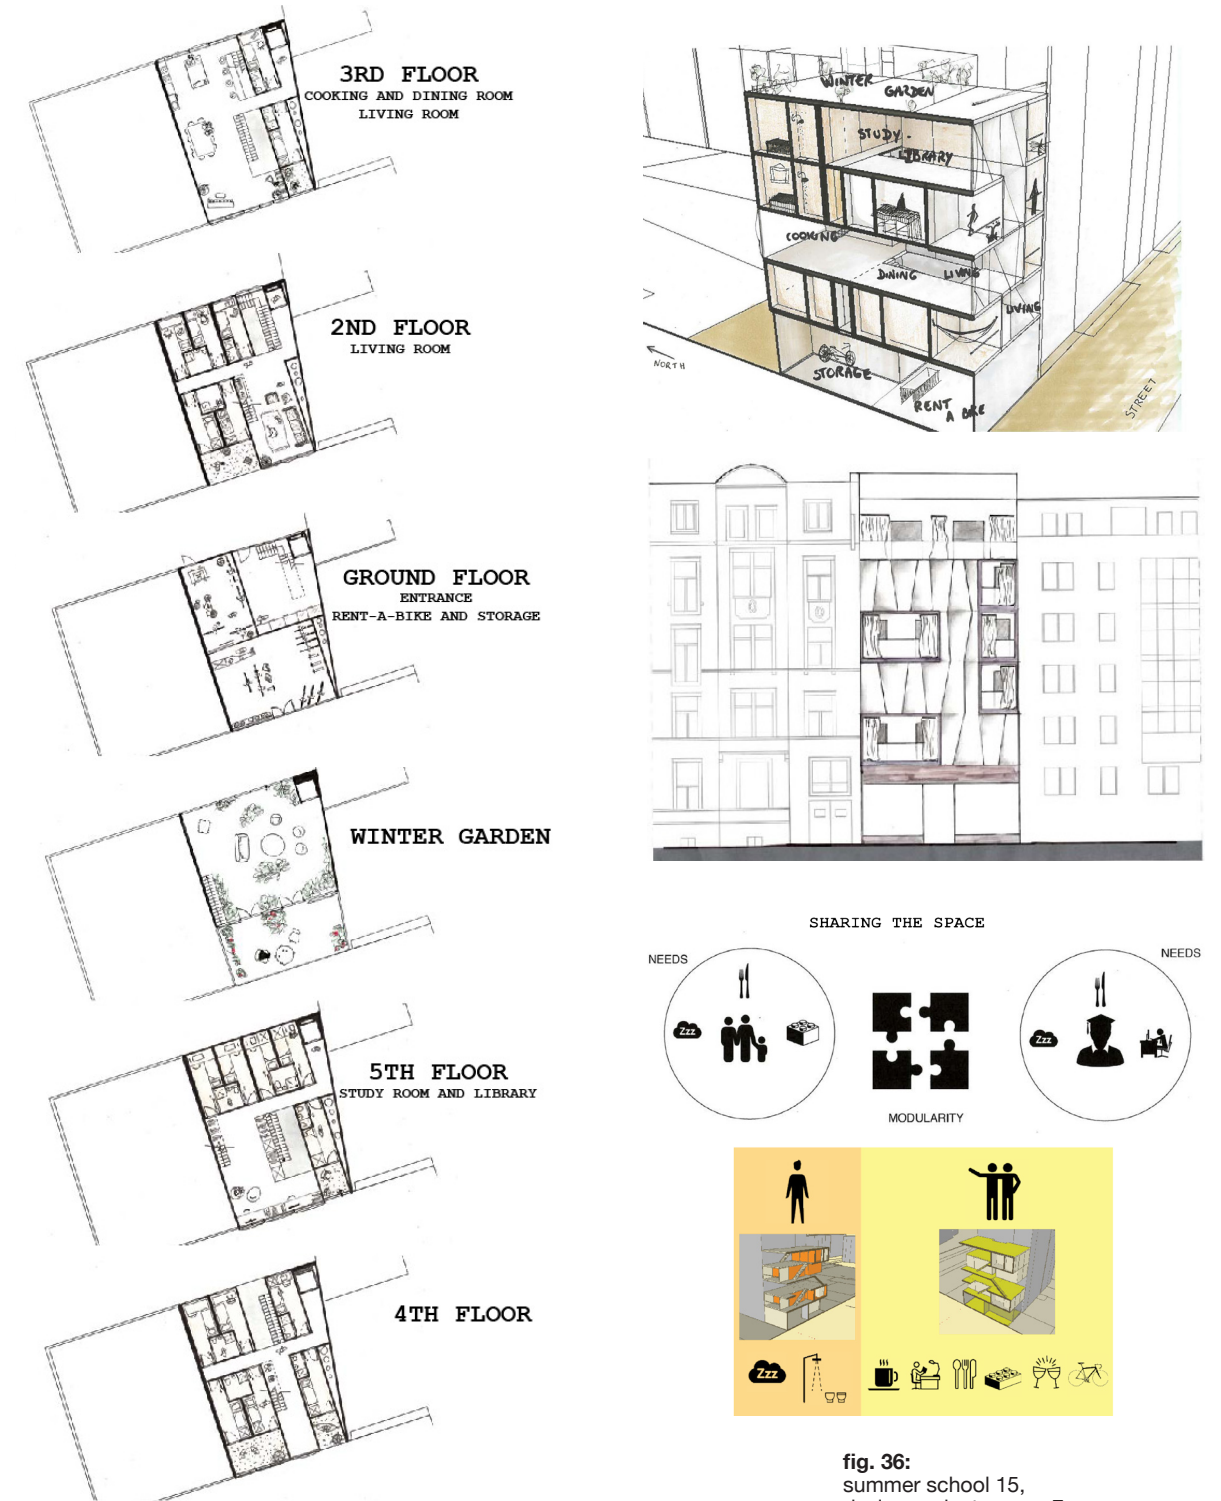 3RD FLOOR
COOKING AND DINING ROOM
LIVING ROOM
2ND FLOOR
LIVING ROOM
GROUND FLOOR
ENTRANCE
RENT-A-BIKE AND STORAGE
WINTER GARDEN
5TH FLOOR
STUDY ROOM AND LIBRARY
4TH FLOOR
WINTER
GARDEN
STUDY -
LIBRARY
COOKING
DINING
LIVING
LIVING
STORAGE
RENT
A BIKE
NORTH
STREET
SHARING THE SPACE
NEEDS
NEEDS
Zzz
Zzz
MODULARITY
Zzz
fig. 36:
summer school 15,